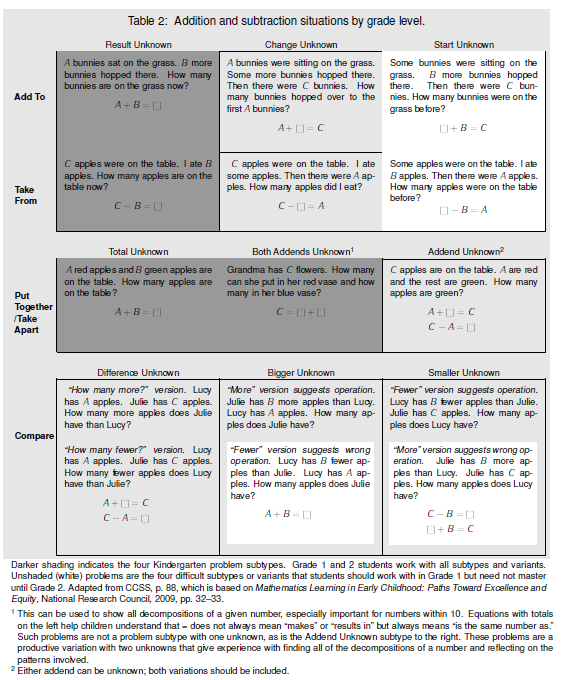 Table 2: Addition and subtraction situations by grade level.
Result Unknown
Change Unknown
Start Unknown
Add To
A bunnies sat on the grass. B more
bunnies hopped there. How many
bunnies are on the grass now?
A + B = □
A bunnies were sitting on the grass.
Some more bunnies hopped there.
Then there were C bunnies. How
many bunnies hopped over to the
first A bunnies?
A + □ = C
Some bunnies were sitting on the
grass. B more bunnies hopped
there. Then there were C bun-
nies. How many bunnies were on the
grass before?
□ + B = C
Take
From
C apples were on the table. I ate B
apples. How many apples are on the
table now?
C − B = □
C apples were on the table. I ate
some apples. Then there were A ap-
ples. How many apples did I eat?
C − □ = A
Some apples were on the table. I ate
B apples. Then there were A apples.
How many apples were on the table
before?
□ − B = A
Total Unknown
Both Addends Unknown¹
Addend Unknown²
Put
Together
/Take
Apart
A red apples and B green apples are
on the table. How many apples are
on the table?
A + B = □
Grandma has C flowers. How many
can she put in her red vase and how
many in her blue vase?
C = □ + □
C apples are on the table. A are red
and the rest are green. How many
apples are green?
A + □ = C
C − A = □
Difference Unknown
Bigger Unknown
Smaller Unknown
Compare
"How many more?" version. Lucy
has A apples. Julie has C apples.
How many more apples does Julie
have than Lucy?
"How many fewer?" version. Lucy
has A apples. Julie has C apples.
How many fewer apples does Lucy
have than Julie?
A + □ = C
C − A = □
"More" version suggests operation.
Julie has B more apples than Lucy.
Lucy has A apples. How many ap-
ples does Julie have?
"Fewer" version suggests wrong
operation. Lucy has B fewer ap-
ples than Julie. Lucy has A ap-
ples. How many apples does Julie
have?
A + B = □
"Fewer" version suggests operation.
Lucy has B fewer apples than Julie.
Julie has C apples. How many ap-
ples does Lucy have?
"More" version suggests wrong op-
eration. Julie has B more ap-
ples than Lucy. Julie has C ap-
ples. How many apples does Lucy
have?
C − B = □
□ + B = C
Darker shading indicates the four Kindergarten problem subtypes. Grade 1 and 2 students work with all subtypes and variants.
Unshaded (white) problems are the four difficult subtypes or variants that students should work with in Grade 1 but need not master
until Grade 2. Adapted from CCSS, p. 88, which is based on Mathematics Learning in Early Childhood: Paths Toward Excellence and
Equity, National Research Council, 2009, pp. 32–33.
¹ This can be used to show all decompositions of a given number, especially important for numbers within 10. Equations with totals
on the left help children understand that = does not always mean "makes" or "results in" but always means "is the same number as."
Such problems are not a problem subtype with one unknown, as is the Addend Unknown subtype to the right. These problems are a
productive variation with two unknowns that give experience with finding all of the decompositions of a number and reflecting on the
patterns involved.
² Either addend can be unknown; both variations should be included.